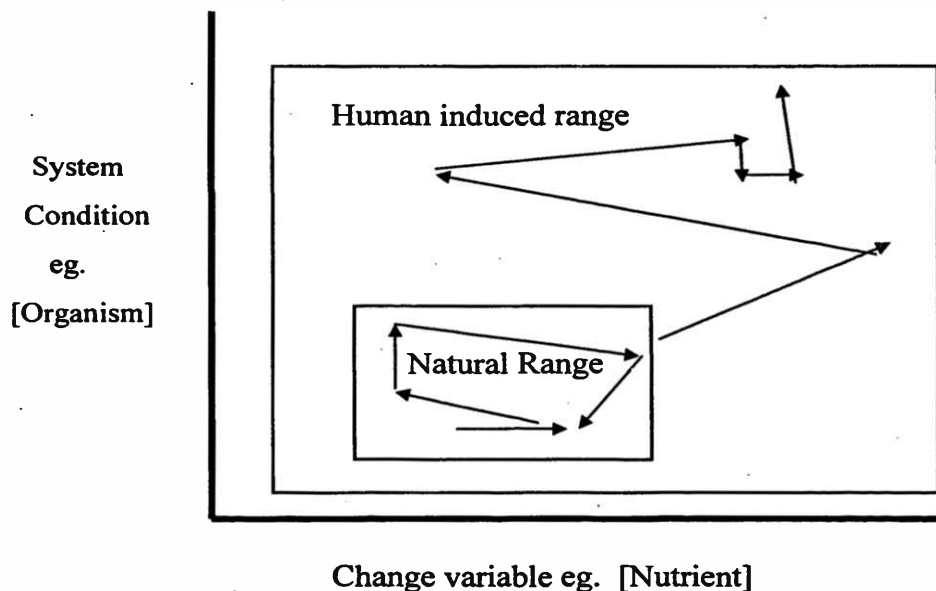 Human induced range
System
Condition
eg.
[Organism]
Natural Range
Change variable eg. [Nutrient]